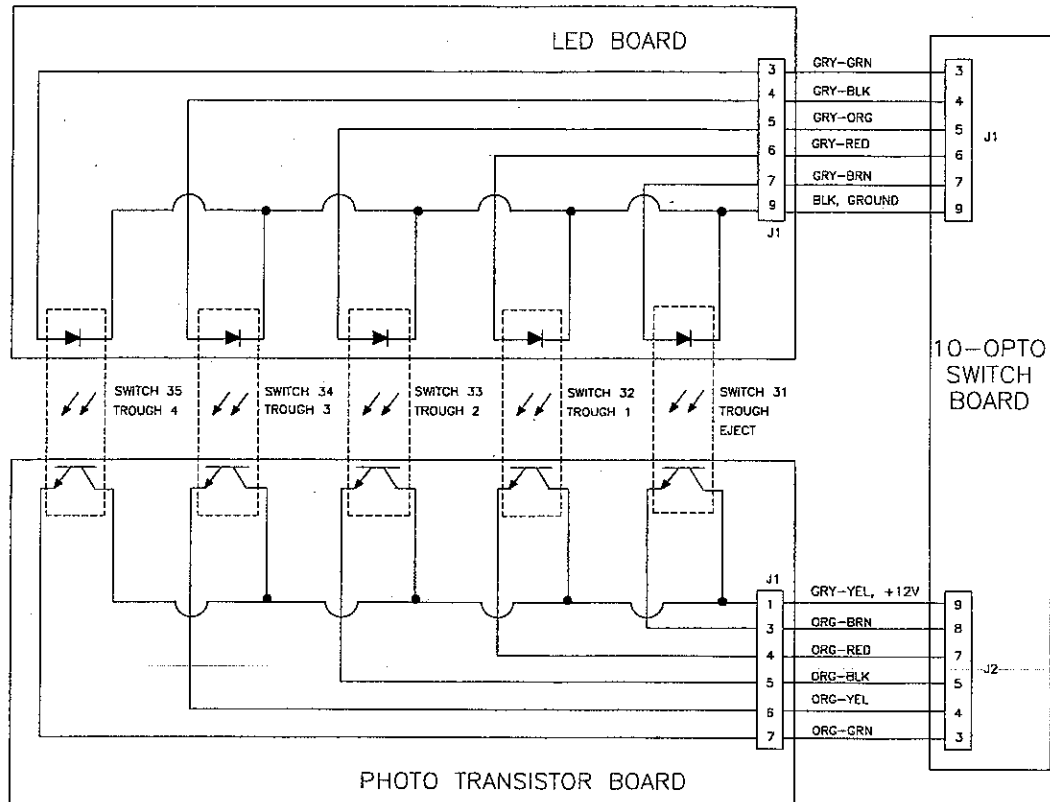 LED BOARD
3 GRY-GRN 3
4 GRY-BLK 4
5 GRY-ORG 5
6 GRY-RED 6
7 GRY-BRN 7
9 BLK, GROUND 9
J1
J1
SWITCH 35
TROUGH 4
SWITCH 34
TROUGH 3
SWITCH 33
TROUGH 2
SWITCH 32
TROUGH 1
SWITCH 31
TROUGH
EJECT
10-OPTO
SWITCH
BOARD
J1
1 GRY-YEL, +12V 9
3 ORG-BRN 8
4 ORG-RED 7
5 ORG-BLK 5
6 ORG-YEL 4
7 ORG-GRN 3
J2
PHOTO TRANSISTOR BOARD